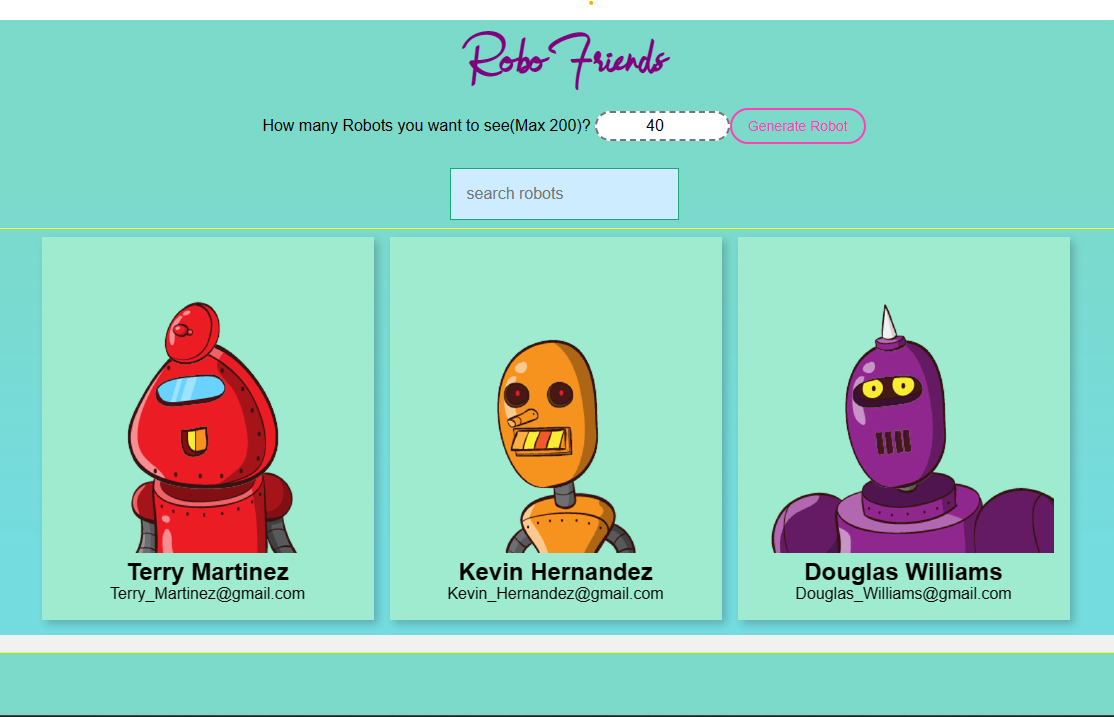 Robo Friends
How many Robots you want to see(Max 200)? 40 Generate Robot
search robots
Terry Martinez Kevin Hernandez Douglas Williams
Terry_Martinez@gmail.com Kevin_Hernandez@gmail.com Douglas_Williams@gmail.com